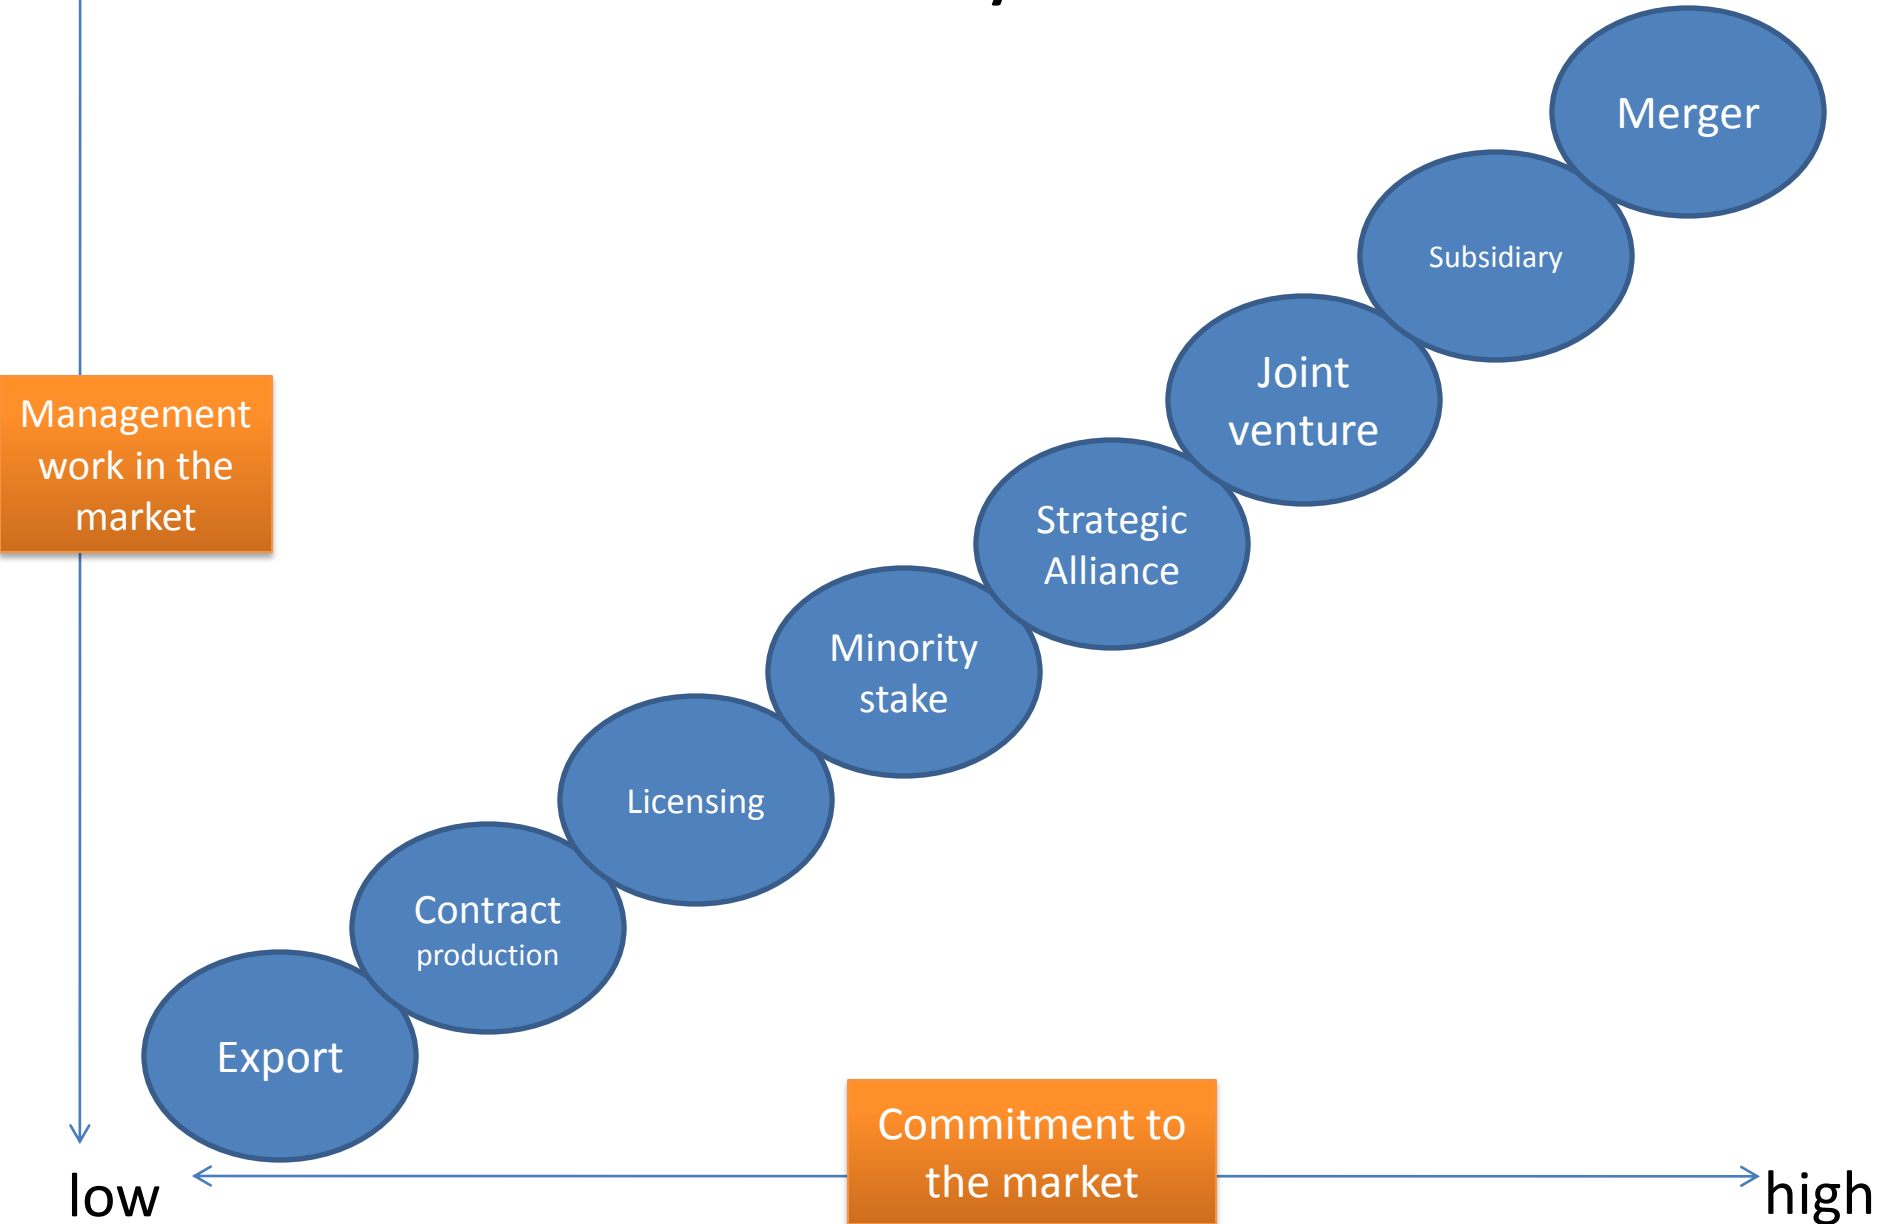 Merger
Subsidiary
Joint
venture
Management
work in the
market
Strategic
Alliance
Minority
stake
Licensing
Contract
production
Export
Commitment to
the market
low
high